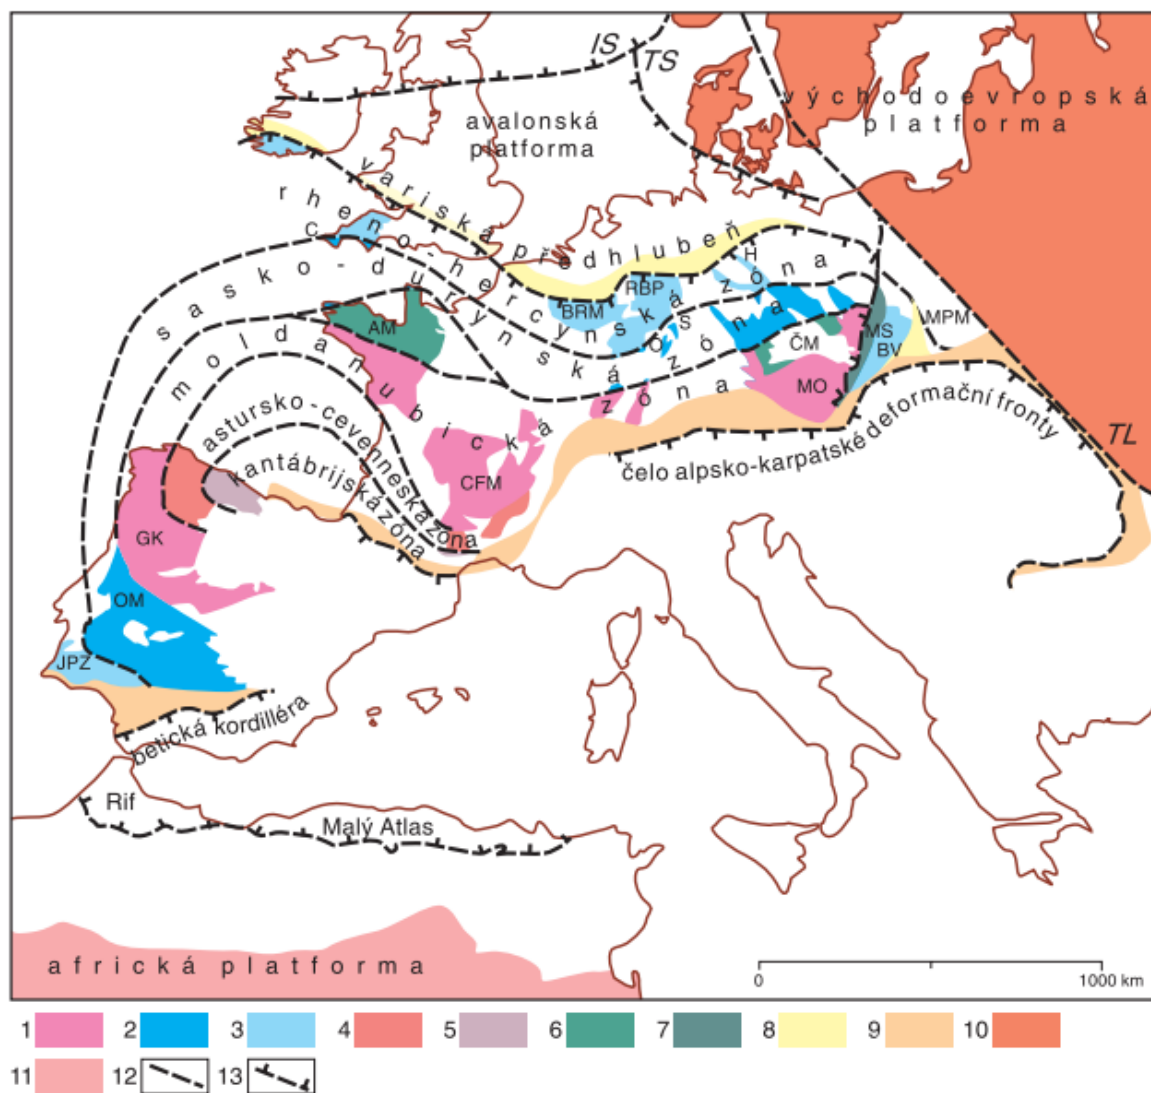 IS
TS
východoevropská
platforma
avalonská
platforma
variská předhlubeň
rheno-hercynská zóna
C
H
sasko-durynská zóna
RBP
BRM
S
O
MPM
AM
ČM
MS
BV
moldanubická zóna
MO
astursko-cevenneská zóna
kantábrijská zóna
čelo alpsko-karpatské deformační fronty
TL
CFM
GK
OM
JPZ
betická kordilléra
Rif
Malý Atlas
africká platforma
0
1000 km
1 2 3 4 5 6 7 8 9 10
11 12 13